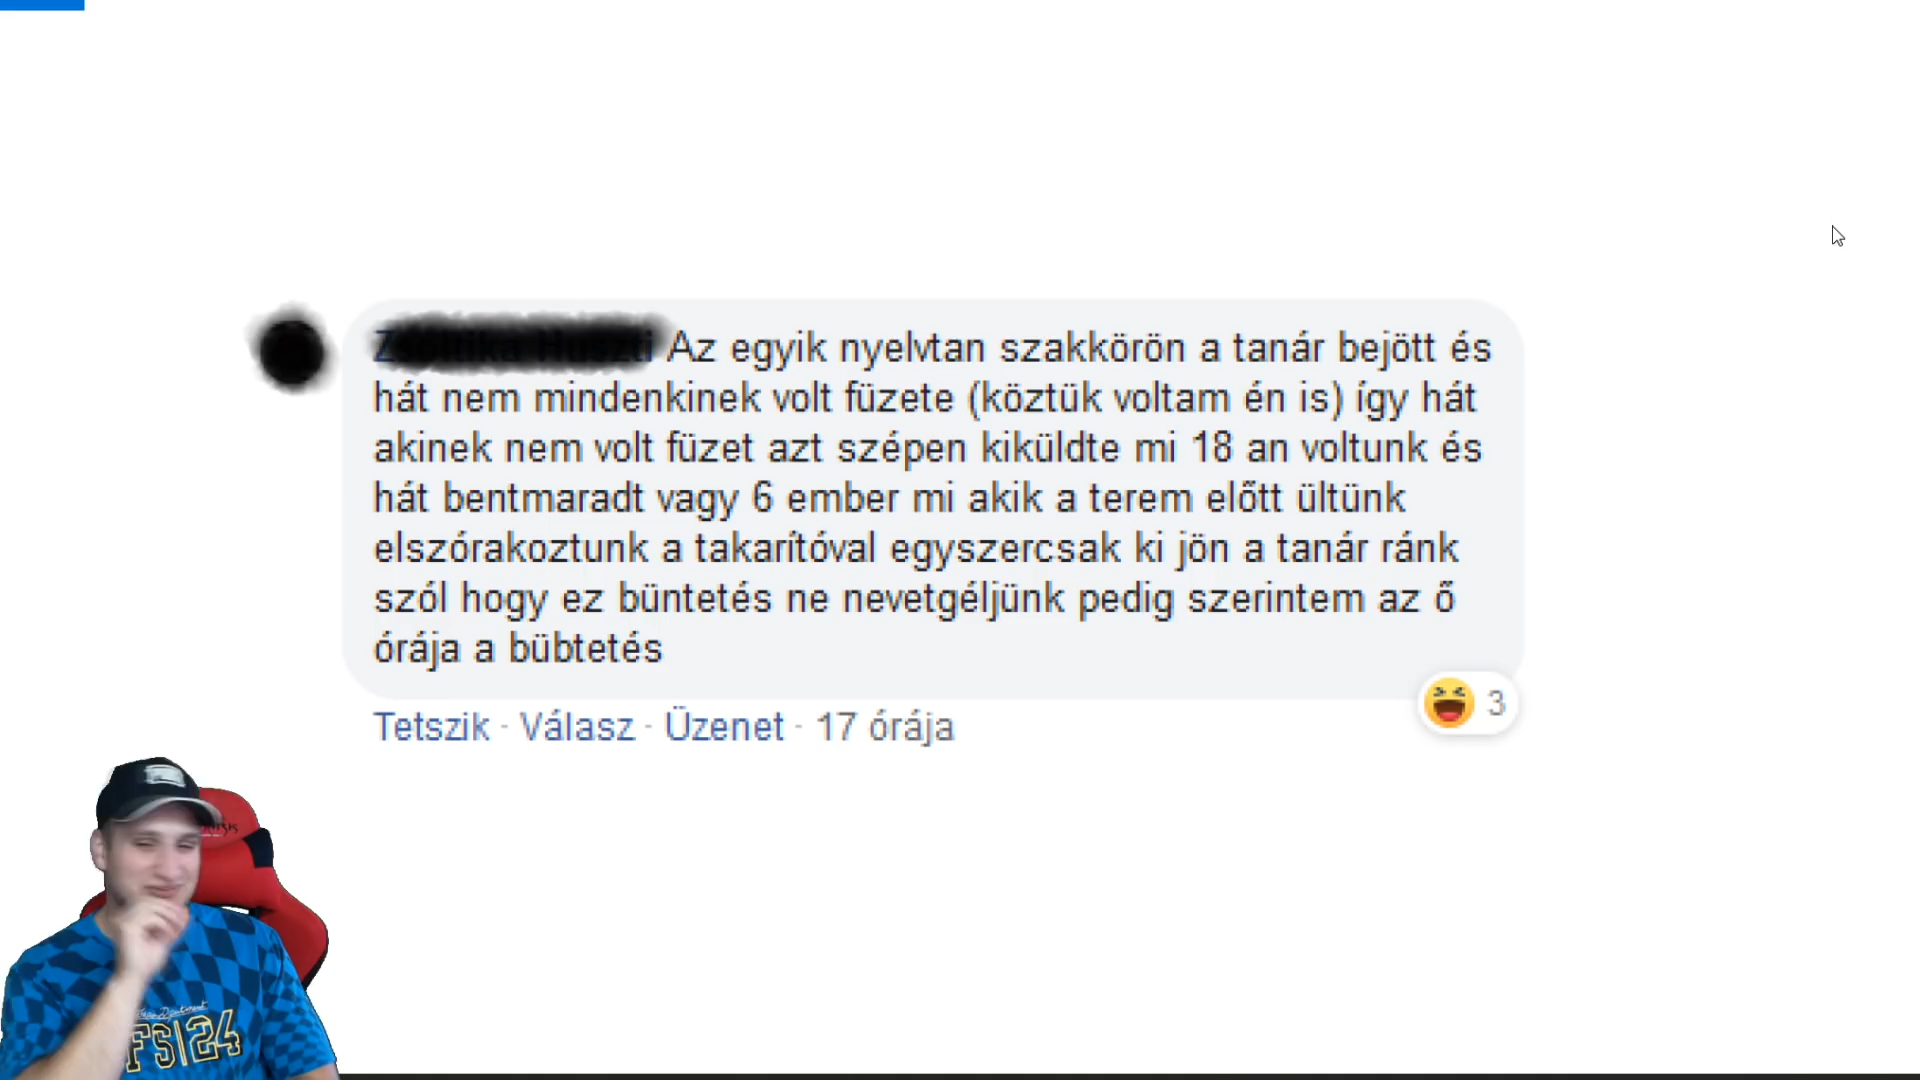 Az egyik nyelvtan szakkörön a tanár bejött és
hát nem mindenkinek volt füzete (köztük voltam én is) így hát
akinek nem volt füzet azt szépen kiküldte mi 18 an voltunk és
hát bentmaradt vagy 6 ember mi akik a terem előtt ültünk
elszórakoztunk a takarítóval egyszercsak ki jön a tanár ránk
szól hogy ez büntetés ne nevetgéljünk pedig szerintem az ő
órája a bübtetés
3
Tetszik · Válasz · Üzenet · 17 órája
FS|24